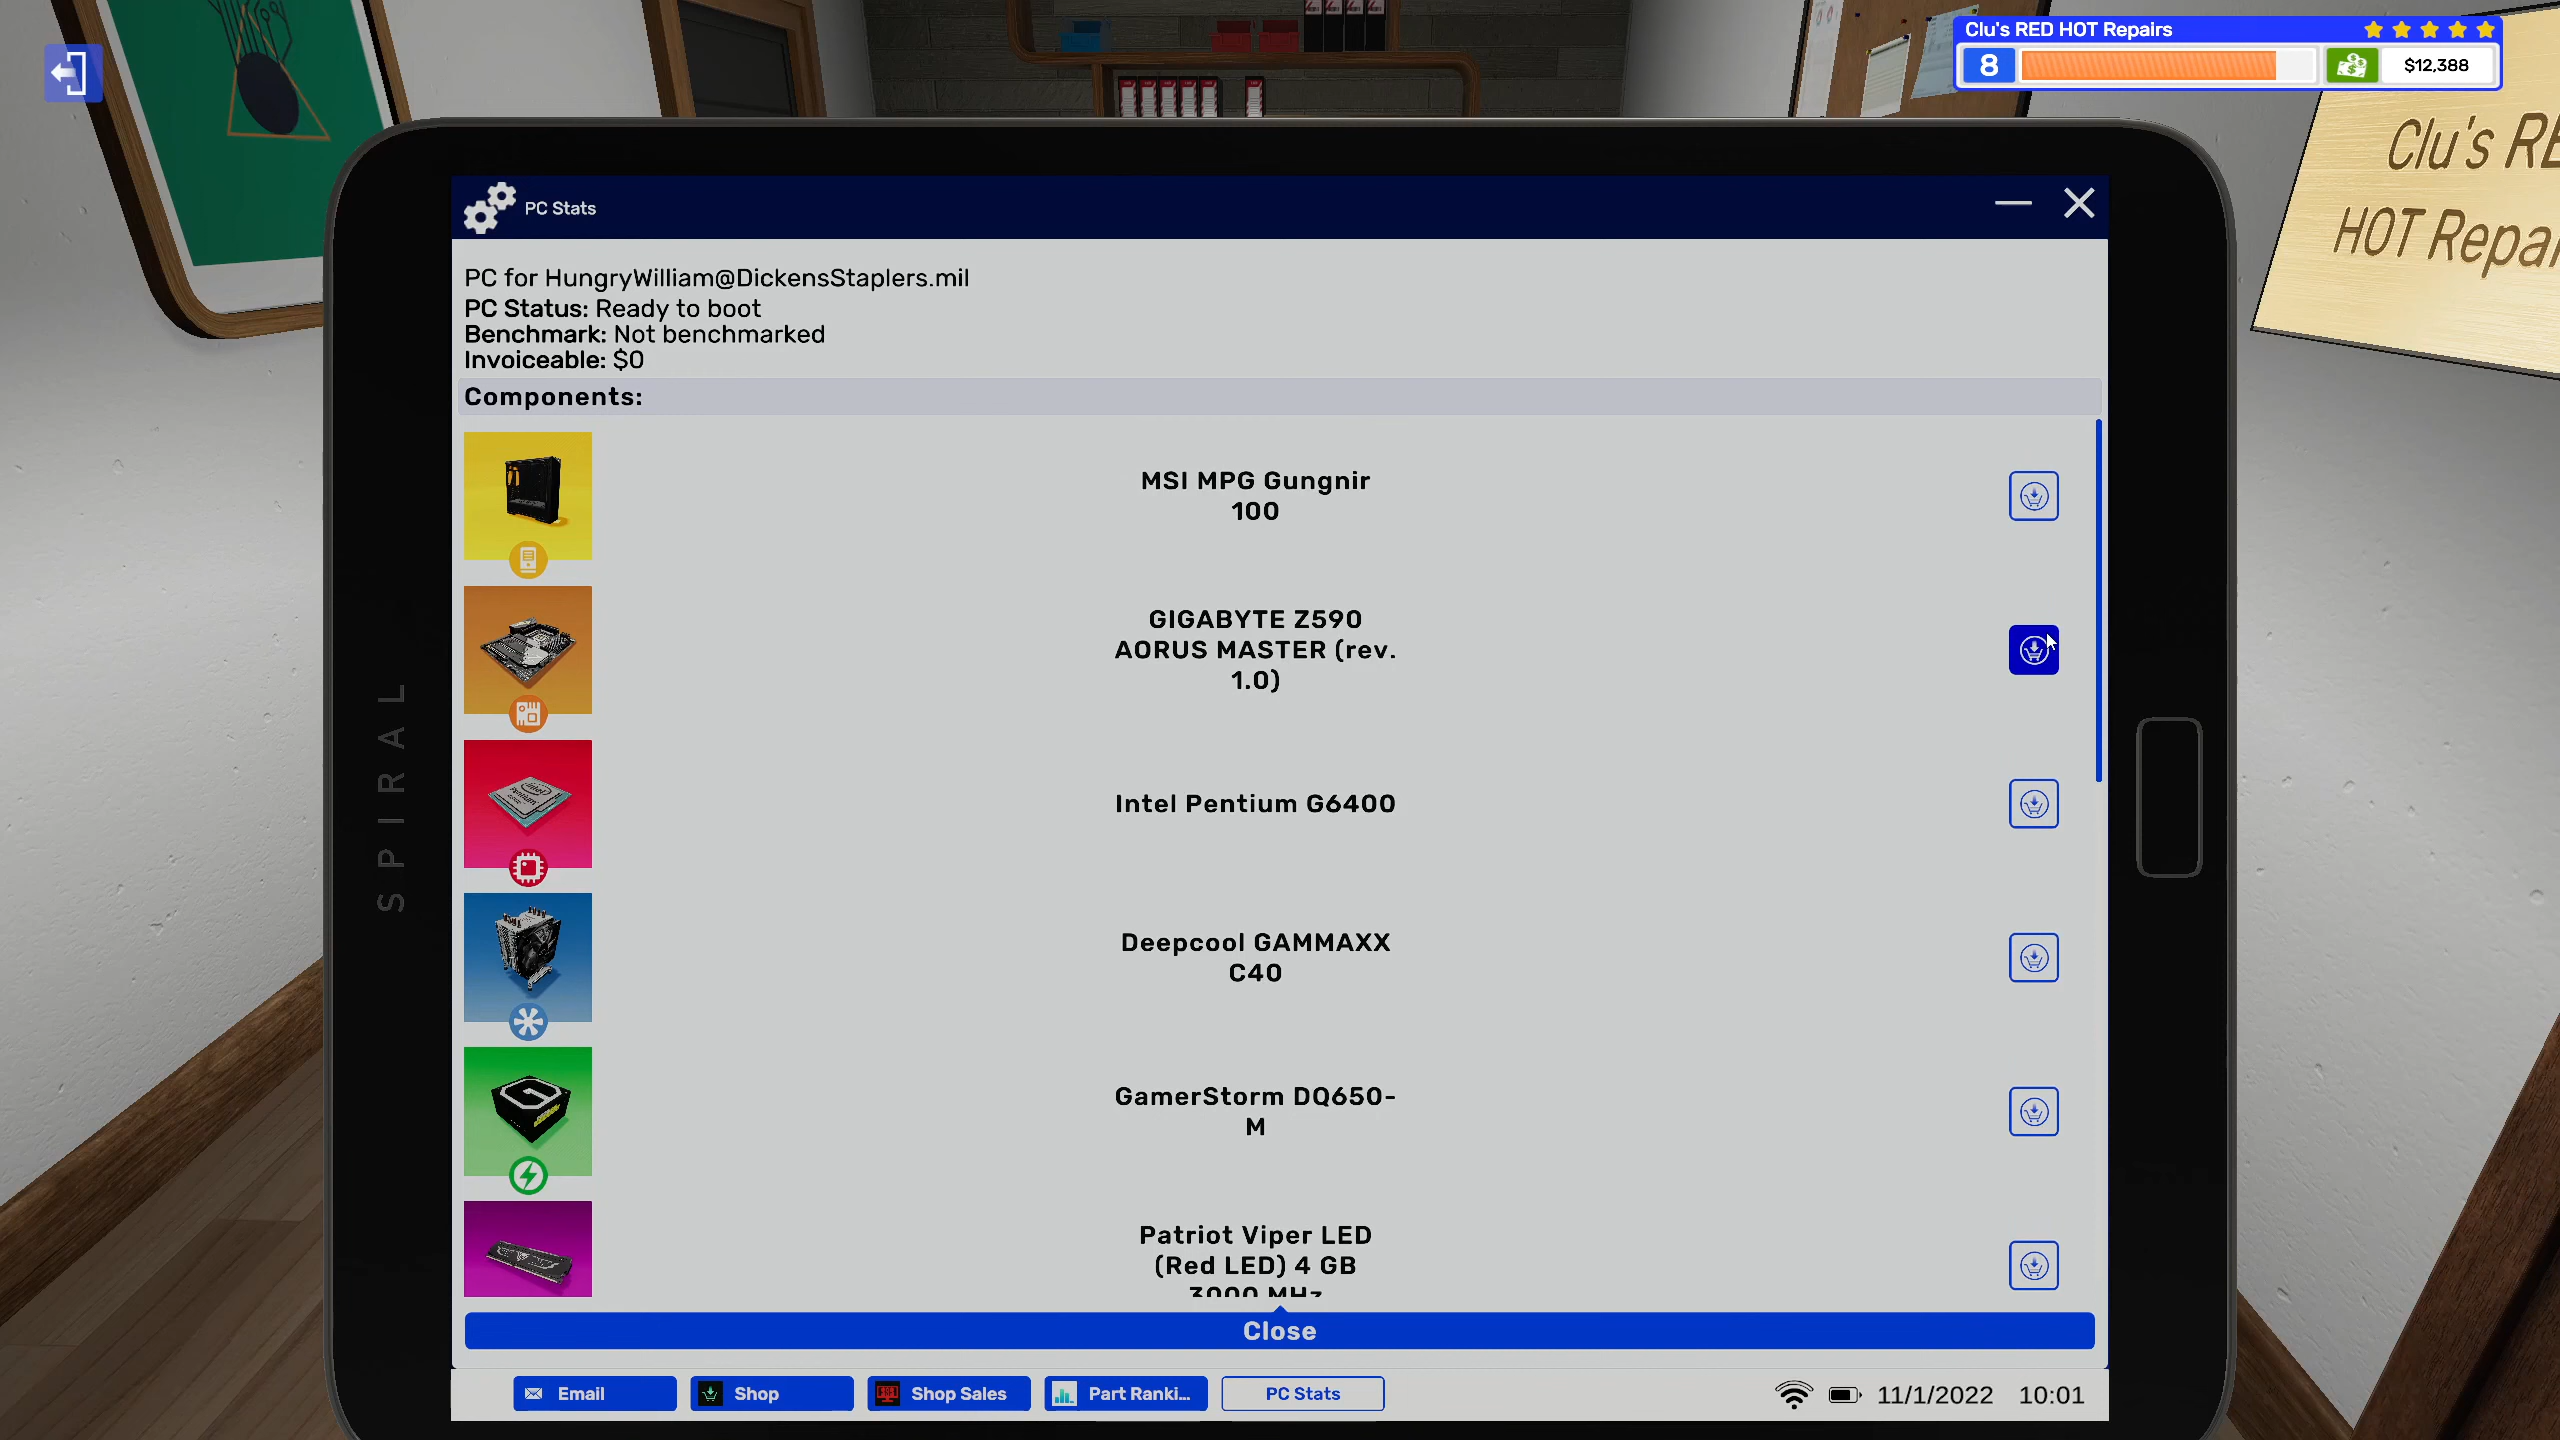 Clu's RED HOT Repairs
8
$12,388
Clu's RE
HOT Repai
PC Stats
PC for HungryWilliam@DickensStaplers.mil
PC Status: Ready to boot
Benchmark: Not benchmarked
Invoiceable: $0
Components:
MSI MPG Gungnir
100
GIGABYTE Z590
AORUS MASTER (rev.
1.0)
Intel Pentium G6400
Deepcool GAMMAXX
C40
GamerStorm DQ650-
M
Patriot Viper LED
(Red LED) 4 GB
3000 MHz
Close
SPIRAL
Email
Shop
Shop Sales
Part Ranki...
PC Stats
11/1/2022
10:01